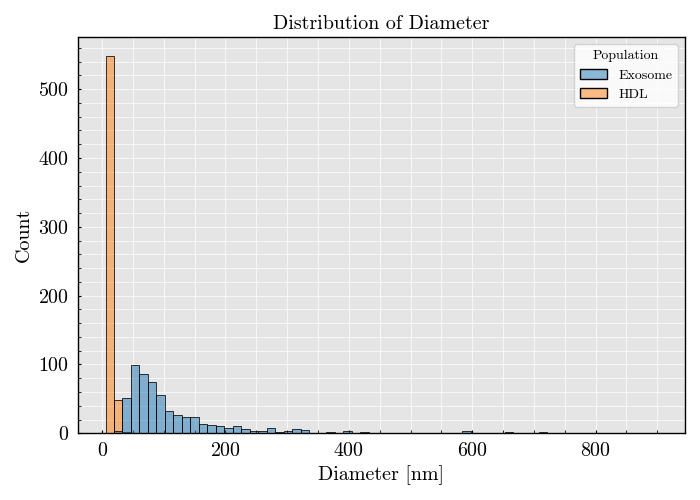 Distribution of Diameter
Population
Exosome
HDL
Count
500
400
300
200
100
0
0 200 400 600 800
Diameter [nm]